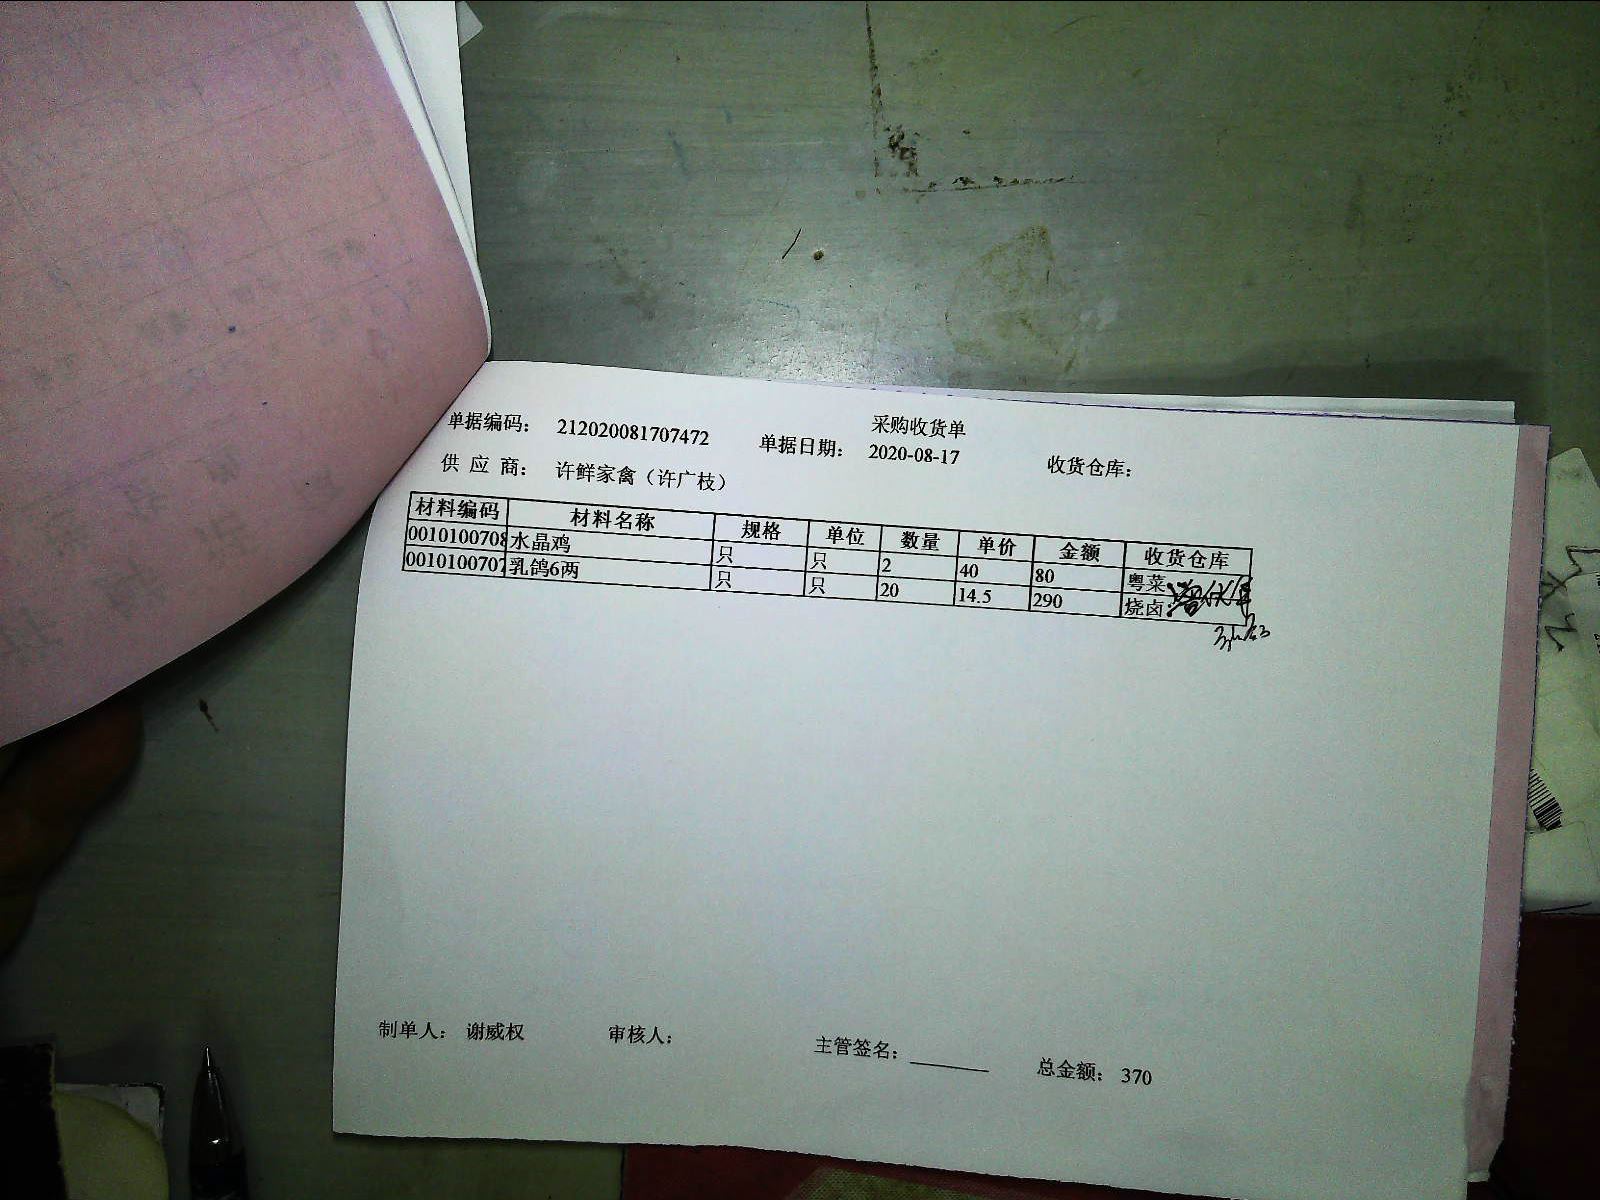 采购收货单
单据编码： 212020081707472 单据日期： 2020-08-17 收货仓库：
供 应 商： 许鲜家禽（许广枝）
材料编码 材料名称 规格 单位 数量 单价 金额 收货仓库
0010100708 水晶鸡 只 只 2 40 80 粤菜
0010100707 乳鸽6两 只 只 20 14.5 290 烧卤
制单人： 谢威权 审核人： 主管签名： 总金额： 370